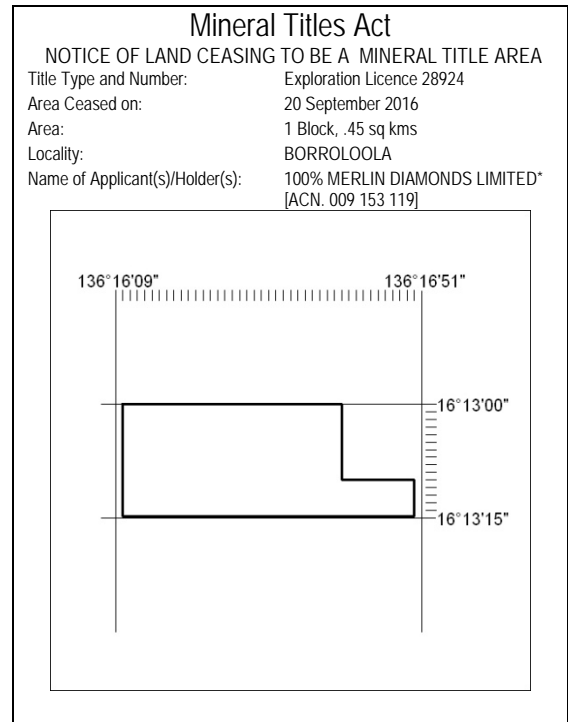 Mineral Titles Act
NOTICE OF LAND CEASING TO BE A MINERAL TITLE AREA
Title Type and Number: Exploration Licence 28924
Area Ceased on: 20 September 2016
Area: 1 Block, .45 sq kms
Locality: BORROLOOLA
Name of Applicant(s)/Holder(s): 100% MERLIN DIAMONDS LIMITED*
[ACN. 009 153 119]
136°16'09" 136°16'51"
16°13'00"
16°13'15"